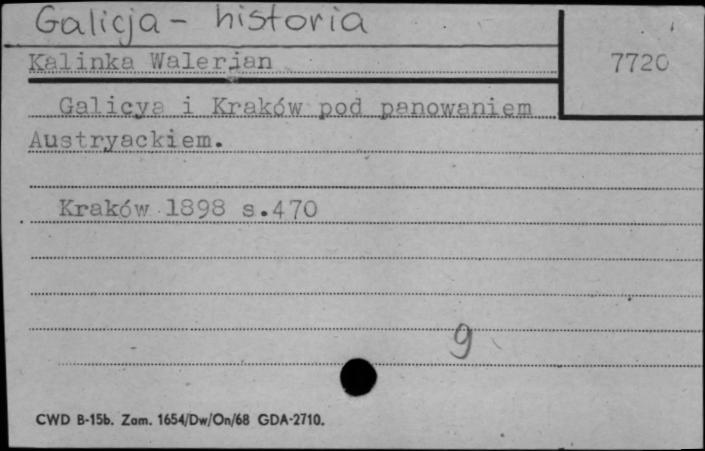 Galicja - historia
Kalinka Walerjan
7720
Galicya i Kraków pod panowaniem
Austryackiem.
Kraków 1898 s.470
9
CWD B-15b. Zam. 1654/Dw/On/68 GDA-2710.